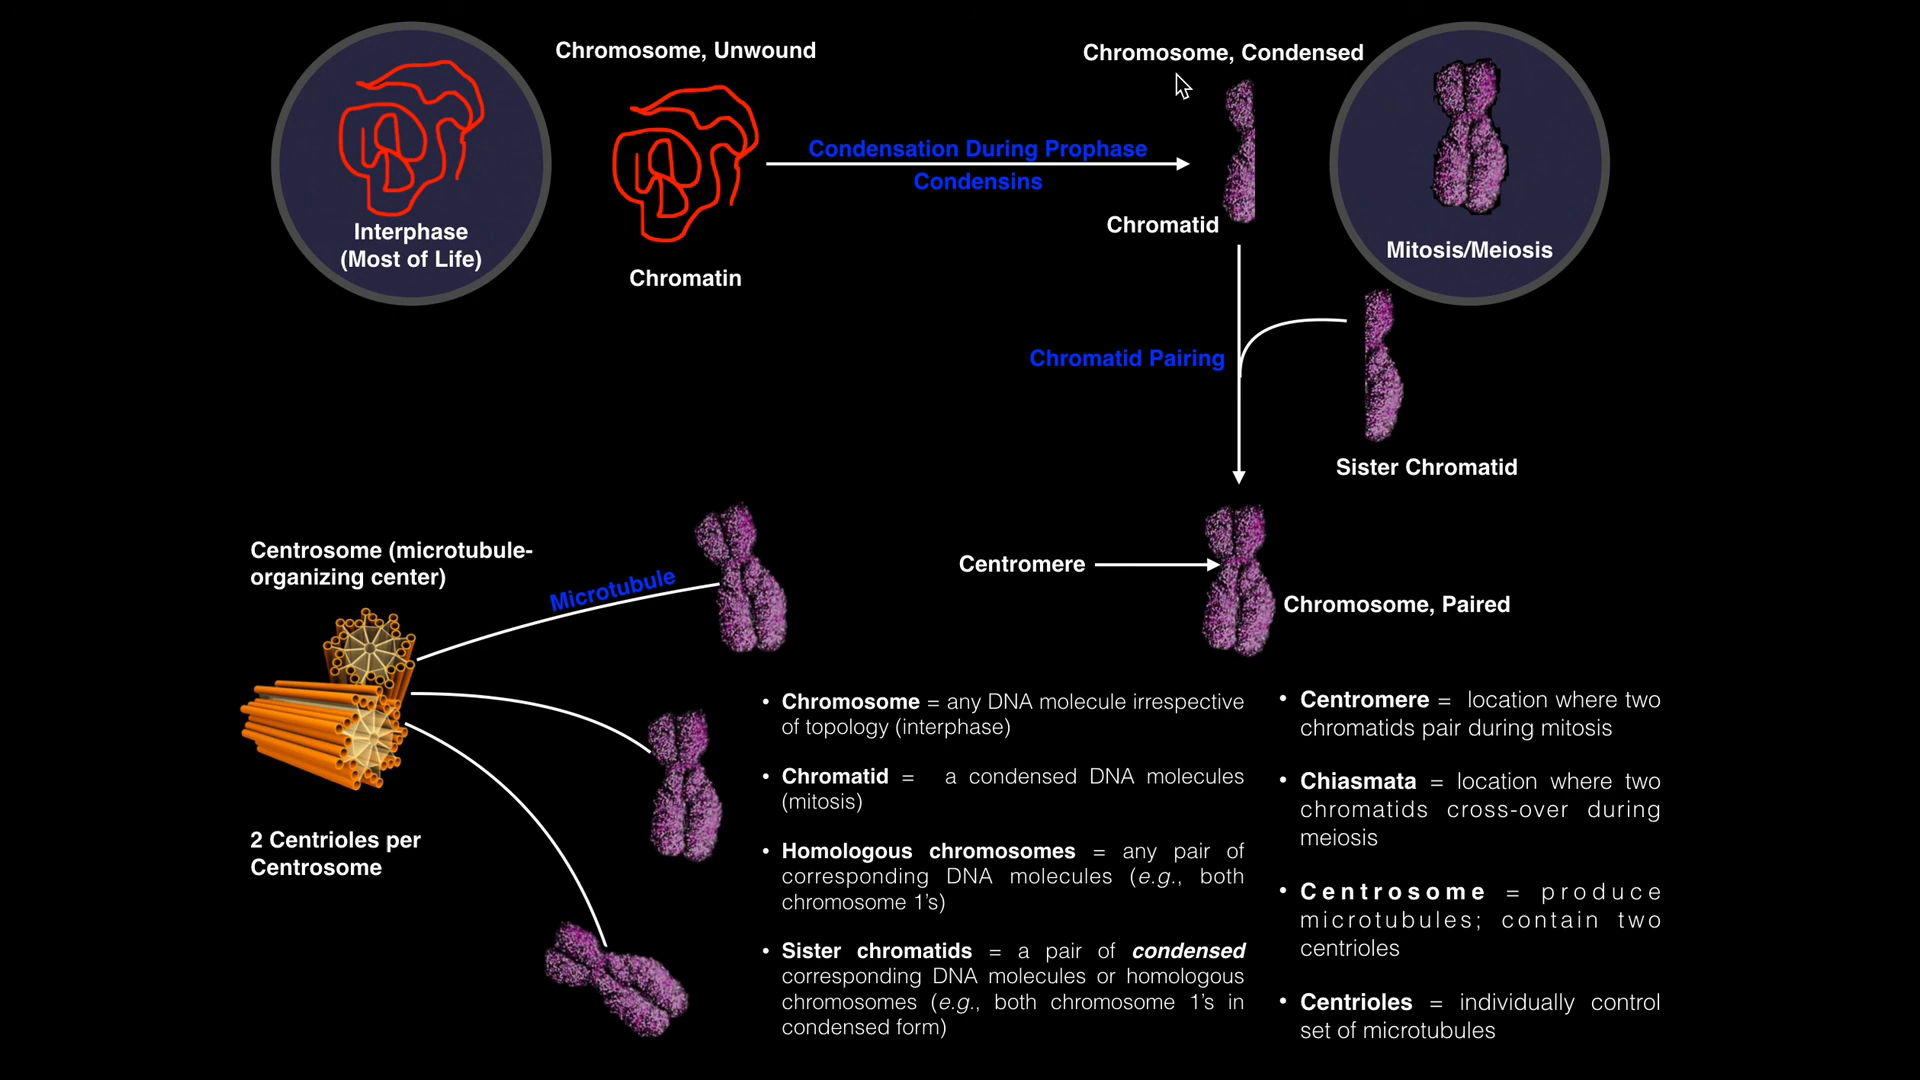 Chromosome, Unwound
Chromosome, Condensed
Condensation During Prophase
Condensins
Interphase
(Most of Life)
Chromatid
Mitosis/Meiosis
Chromatin
Chromatid Pairing
Sister Chromatid
Centrosome (microtubule-
organizing center)
Microtubule
Centromere
Chromosome, Paired
2 Centrioles per
Centrosome
• Chromosome = any DNA molecule irrespective
of topology (interphase)
• Chromatid = a condensed DNA molecules
(mitosis)
• Homologous chromosomes = any pair of
corresponding DNA molecules (e.g., both
chromosome 1's)
• Sister chromatids = a pair of condensed
corresponding DNA molecules or homologous
chromosomes (e.g., both chromosome 1's in
condensed form)
• Centromere = location where two
chromatids pair during mitosis
• Chiasmata = location where two
chromatids cross-over during
meiosis
• Centrosome = produce
microtubules; contain two
centrioles
• Centrioles = individually control
set of microtubules